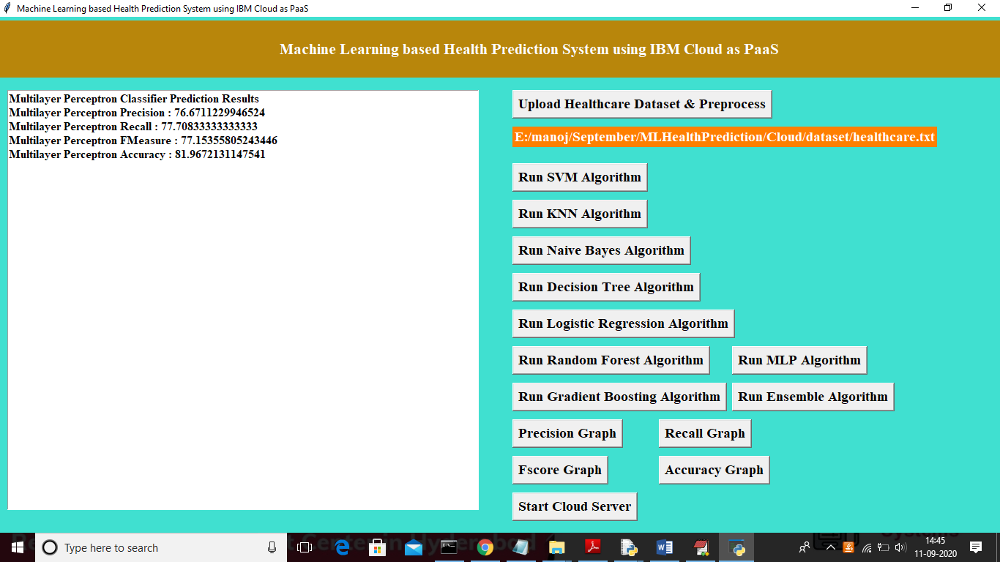 Machine Learning based Health Prediction System using IBM Cloud as PaaS
Machine Learning based Health Prediction System using IBM Cloud as PaaS
Multilayer Perceptron Classifier Prediction Results
Multilayer Perceptron Precision : 76.6711229946524
Multilayer Perceptron Recall : 77.70833333333333
Multilayer Perceptron FMeasure : 77.15355805243446
Multilayer Perceptron Accuracy : 81.9672131147541
Upload Healthcare Dataset & Preprocess
E:/manoj/September/MLHealthPrediction/Cloud/dataset/healthcare.txt
Run SVM Algorithm
Run KNN Algorithm
Run Naive Bayes Algorithm
Run Decision Tree Algorithm
Run Logistic Regression Algorithm
Run Random Forest Algorithm
Run MLP Algorithm
Run Gradient Boosting Algorithm
Run Ensemble Algorithm
Precision Graph
Recall Graph
Fscore Graph
Accuracy Graph
Start Cloud Server
Type here to search
14:45
11-09-2020